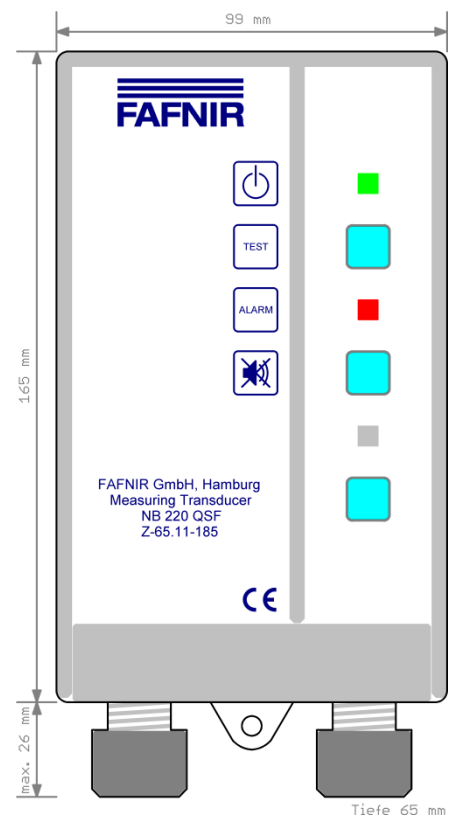 99 mm
FAFNIR
TEST
ALARM
165 mm
FAFNIR GmbH, Hamburg
Measuring Transducer
NB 220 QSF
Z-65.11-185
CE
max. 26 mm
Tiefe 65 mm